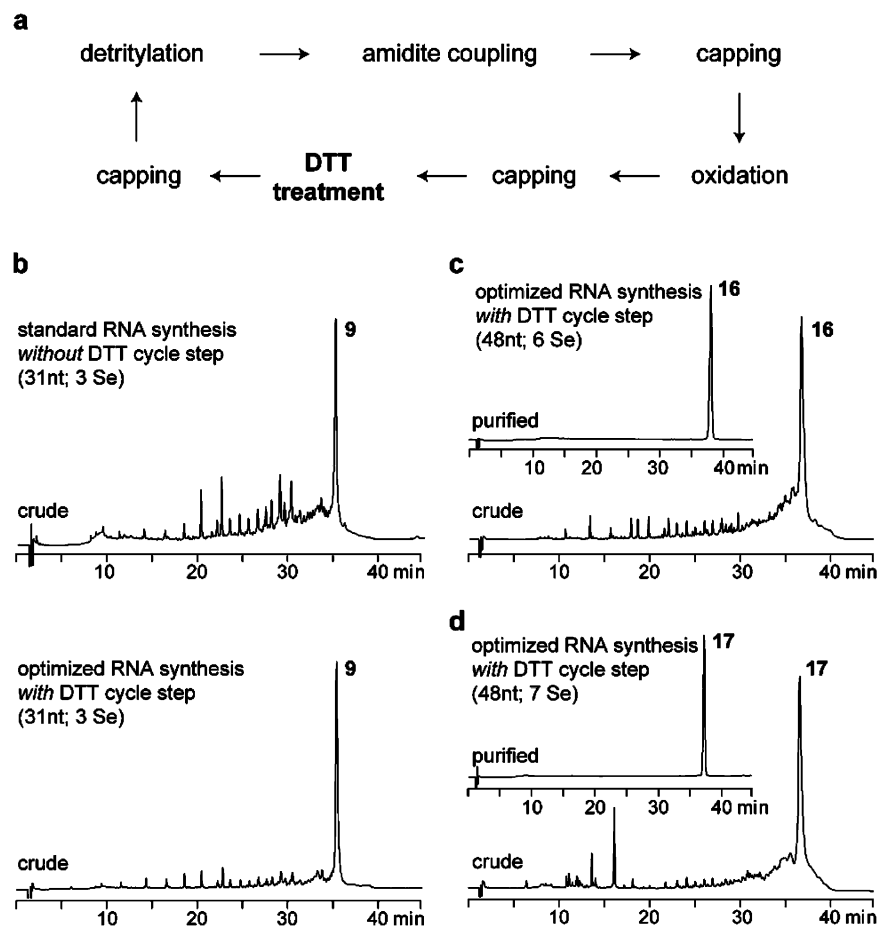 a
detritylation → amidite coupling → capping
capping ← DTT treatment ← capping ← oxidation
b
standard RNA synthesis
without DTT cycle step
(31nt; 3 Se)
9
crude
10 20 30 40 min
optimized RNA synthesis
with DTT cycle step
(31nt; 3 Se)
9
crude
10 20 30 40 min
c
optimized RNA synthesis
with DTT cycle step
(48nt; 6 Se)
16
16
purified
10 20 30 40 min
crude
10 20 30 40 min
d
optimized RNA synthesis
with DTT cycle step
(48nt; 7 Se)
17
17
purified
10 20 30 40 min
crude
10 20 30 40 min